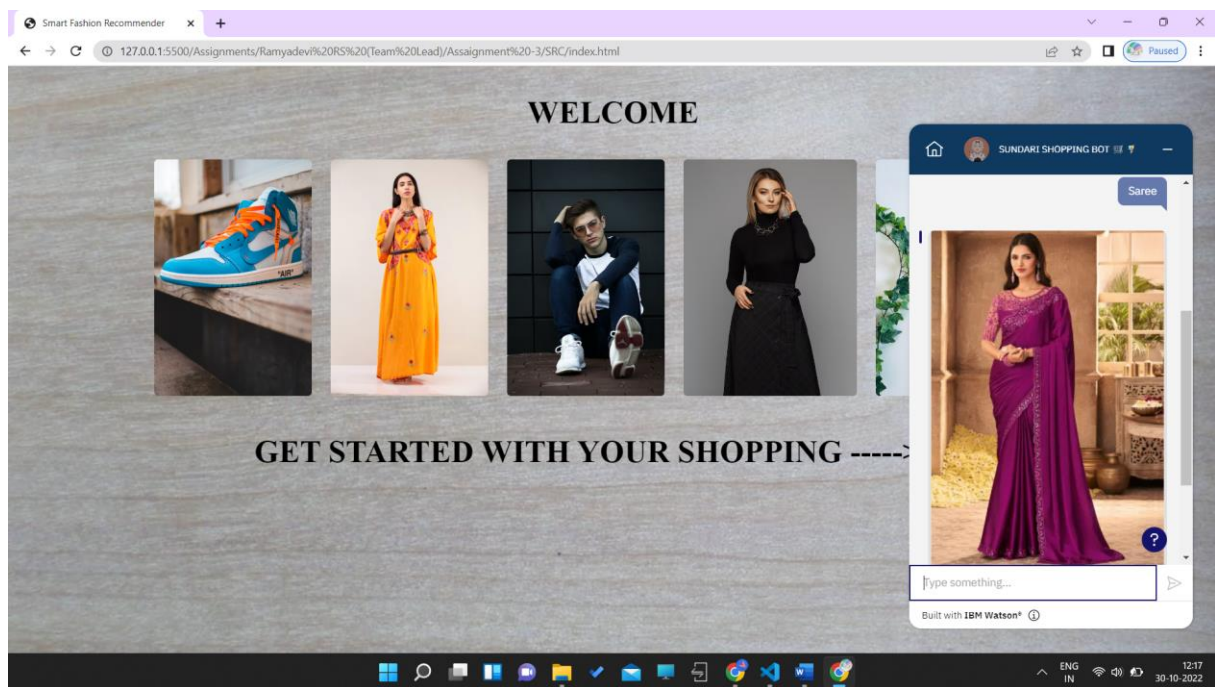 Smart Fashion Recommender
127.0.0.1:5500/Assignments/Ramyadevi%20RS%20(Team%20Lead)/Assaignment%20-3/SRC/index.html
Paused
WELCOME
"AIR"
SUNDARI SHOPPING BOT
Saree
GET STARTED WITH YOUR SHOPPING ----->
?
Type something...
Built with IBM Watson®
ENG
IN
12:17
30-10-2022